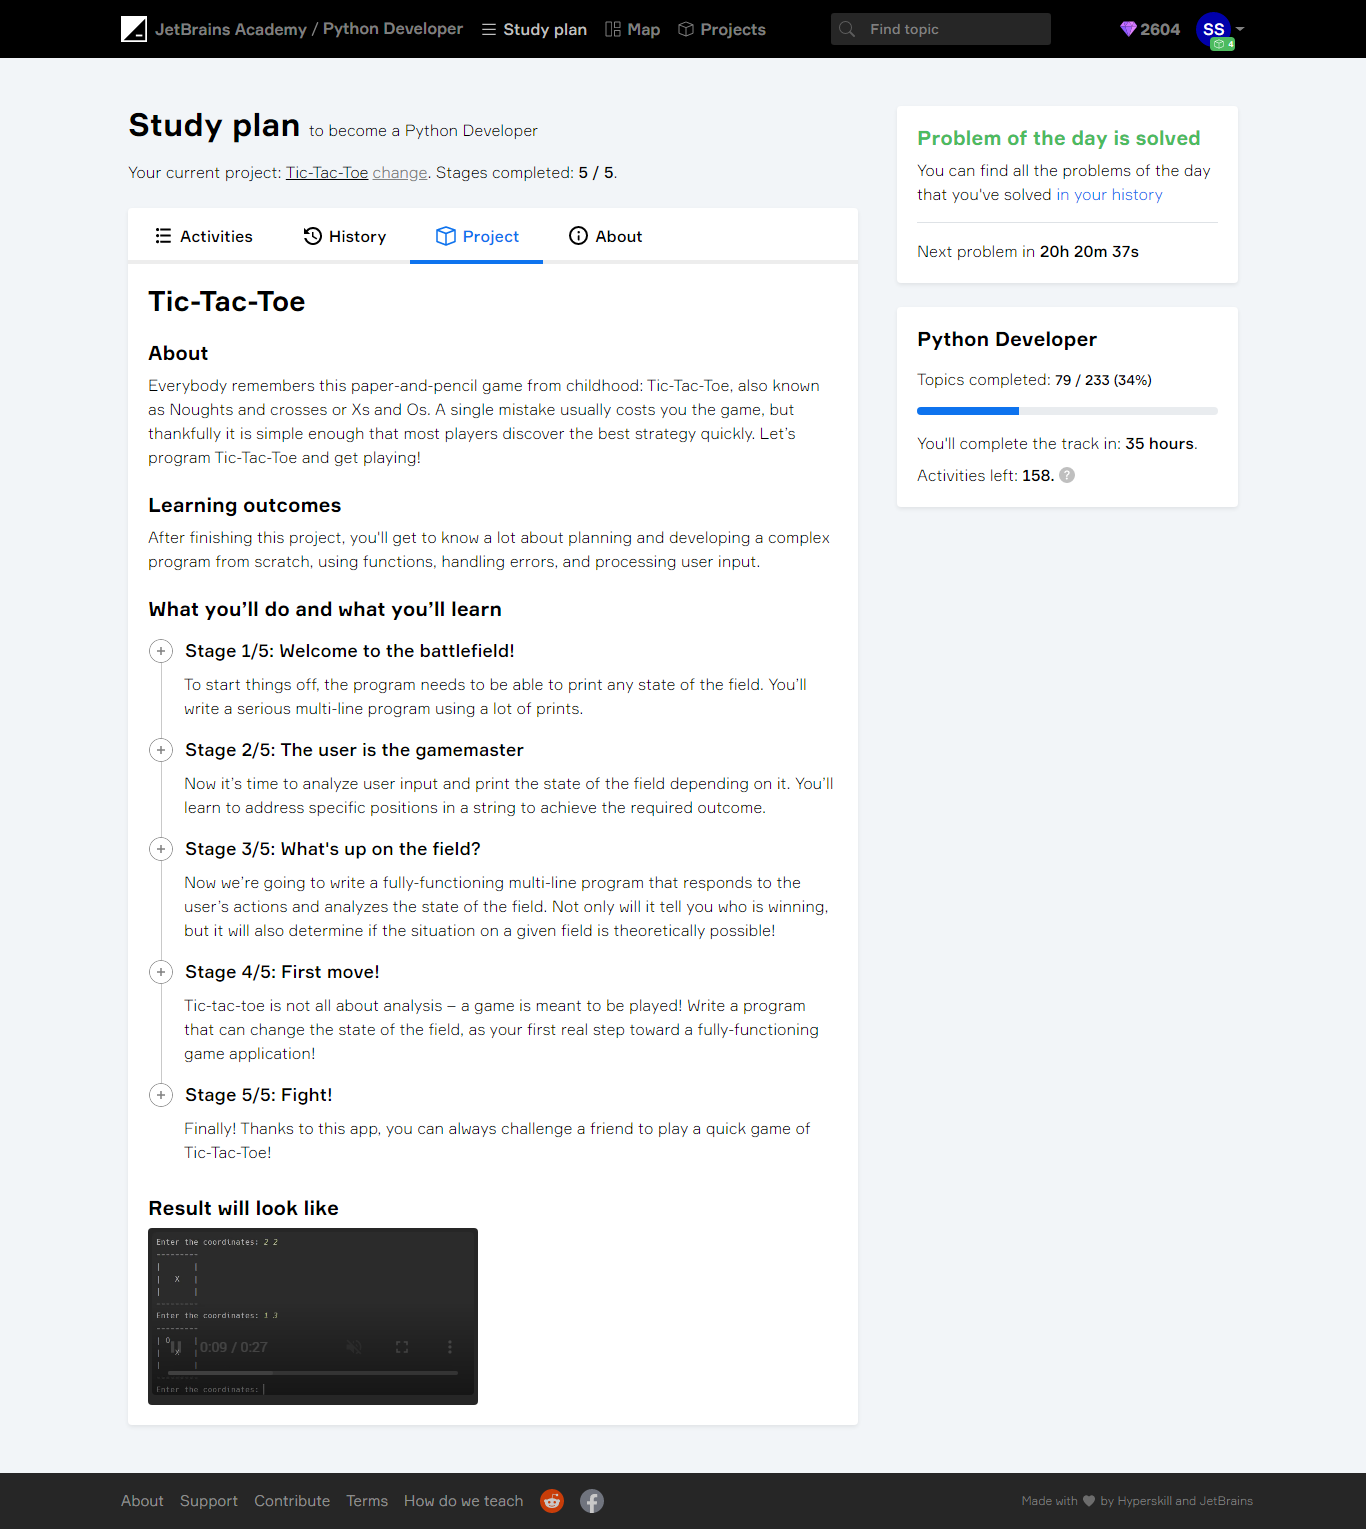 JetBrains Academy / Python Developer Study plan Map Projects Find topic 2604 SS 4
Study plan to become a Python Developer
Your current project: Tic-Tac-Toe change. Stages completed: 5 / 5.
Activities History Project About
Tic-Tac-Toe
About
Everybody remembers this paper-and-pencil game from childhood: Tic-Tac-Toe, also known
as Noughts and crosses or Xs and Os. A single mistake usually costs you the game, but
thankfully it is simple enough that most players discover the best strategy quickly. Let’s
program Tic-Tac-Toe and get playing!
Learning outcomes
After finishing this project, you'll get to know a lot about planning and developing a complex
program from scratch, using functions, handling errors, and processing user input.
What you’ll do and what you’ll learn
Stage 1/5: Welcome to the battlefield!
To start things off, the program needs to be able to print any state of the field. You’ll
write a serious multi-line program using a lot of prints.
Stage 2/5: The user is the gamemaster
Now it’s time to analyze user input and print the state of the field depending on it. You’ll
learn to address specific positions in a string to achieve the required outcome.
Stage 3/5: What's up on the field?
Now we’re going to write a fully-functioning multi-line program that responds to the
user’s actions and analyzes the state of the field. Not only will it tell you who is winning,
but it will also determine if the situation on a given field is theoretically possible!
Stage 4/5: First move!
Tic-tac-toe is not all about analysis – a game is meant to be played! Write a program
that can change the state of the field, as your first real step toward a fully-functioning
game application!
Stage 5/5: Fight!
Finally! Thanks to this app, you can always challenge a friend to play a quick game of
Tic-Tac-Toe!
Result will look like
Enter the coordinates: 2 2
---------
|       |
|   X   |
|       |
---------
Enter the coordinates: 1 3
---------
| O     |
|   X   |
|       |
---------
Enter the coordinates:
0:09 / 0:27
Problem of the day is solved
You can find all the problems of the day
that you've solved in your history
Next problem in 20h 20m 37s
Python Developer
Topics completed: 79 / 233 (34%)
You'll complete the track in: 35 hours.
Activities left: 158. ?
About Support Contribute Terms How do we teach
Made with by Hyperskill and JetBrains